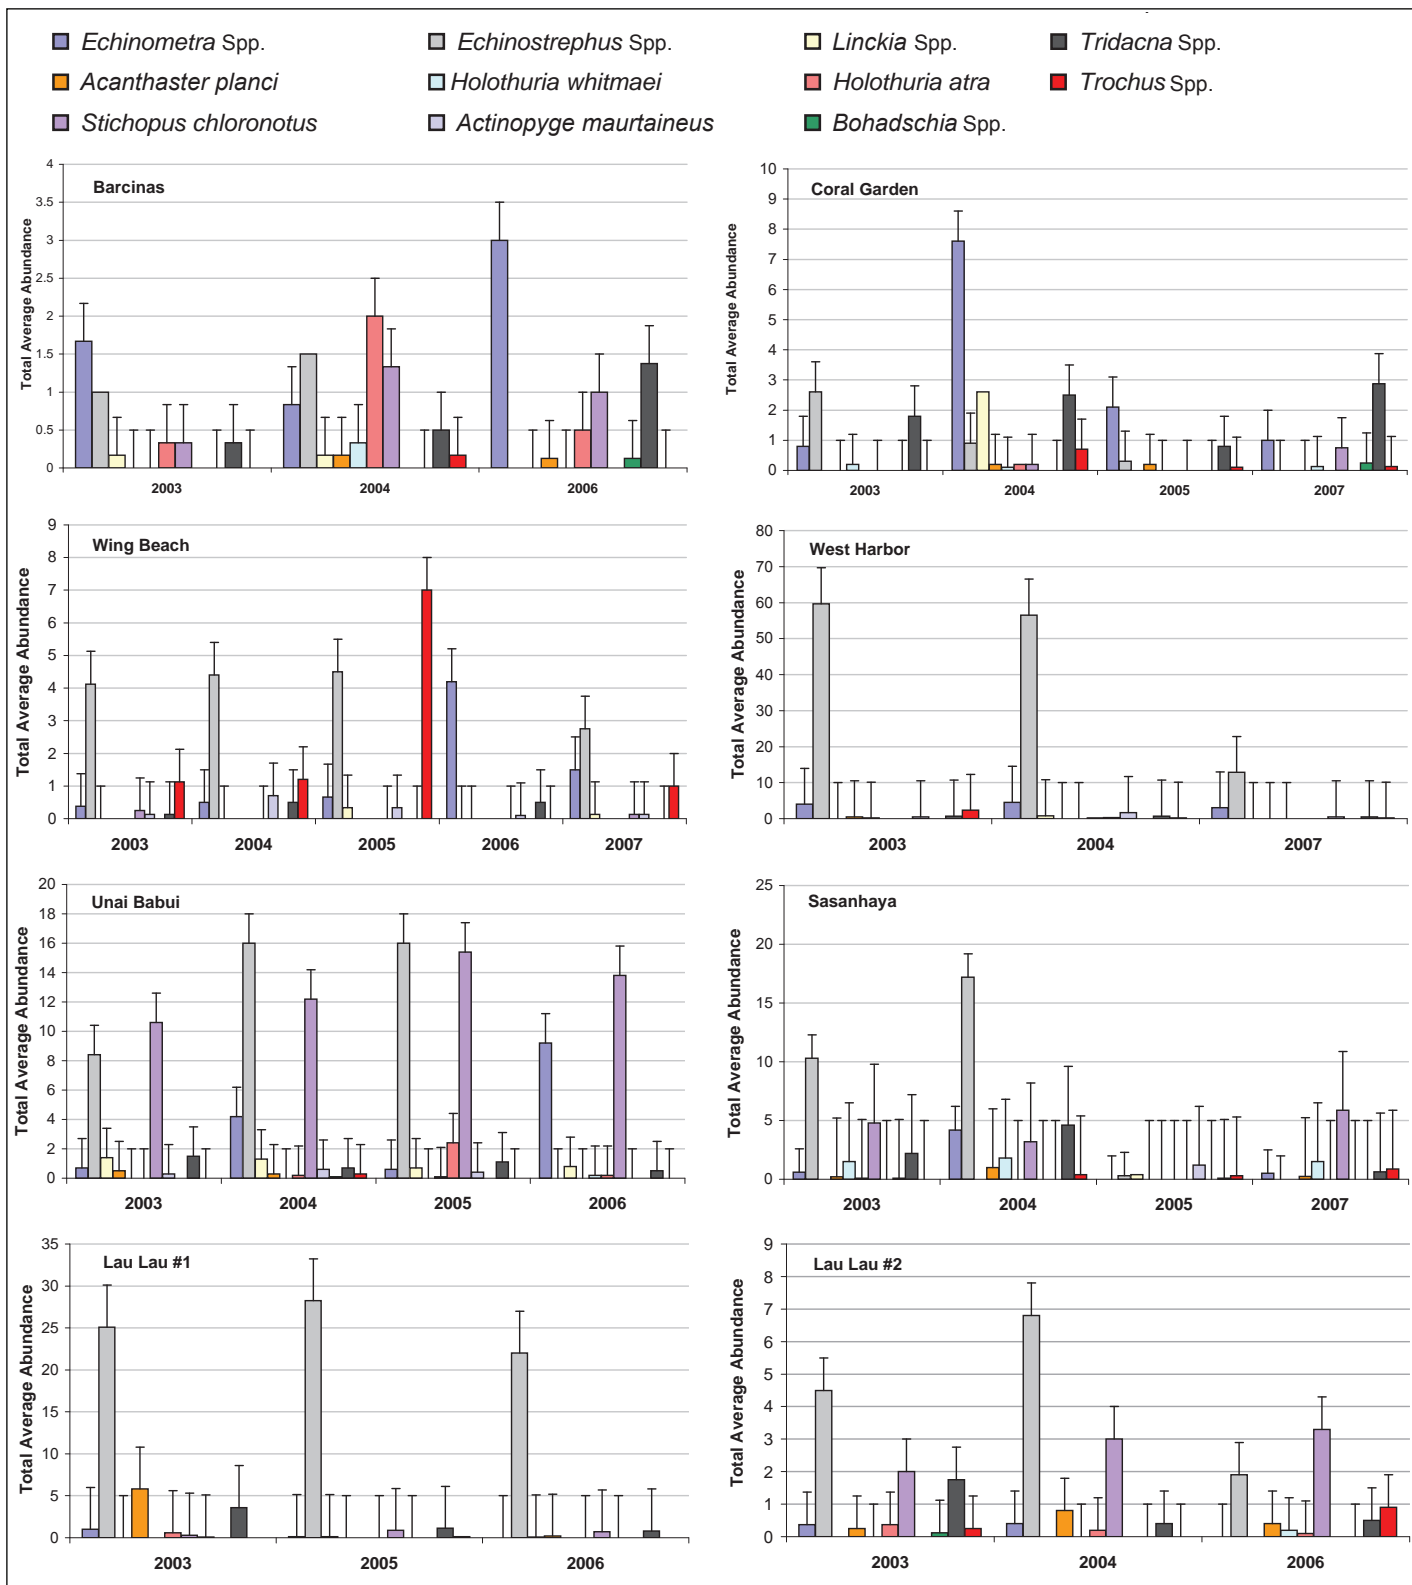 Echinometra Spp. Echinostrephus Spp. Linckia Spp. Tridacna Spp.
Acanthaster planci Holothuria whitmaei Holothuria atra Trochus Spp.
Stichopus chloronotus Actinopyge maurtaineus Bohadschia Spp.
Barcinas
Total Average Abundance
4
3.5
3
2.5
2
1.5
1
0.5
0
2003 2004 2006
Coral Garden
Total Average Abundance
10
9
8
7
6
5
4
3
2
1
0
2003 2004 2005 2007
Wing Beach
Total Average Abundance
9
8
7
6
5
4
3
2
1
0
2003 2004 2005 2006 2007
West Harbor
Total Average Abundance
80
70
60
50
40
30
20
10
0
2003 2004 2007
Unai Babui
Total Average Abundance
20
18
16
14
12
10
8
6
4
2
0
2003 2004 2005 2006
Sasanhaya
Total Average Abundance
25
20
15
10
5
0
2003 2004 2005 2007
Lau Lau #1
Total Average Abundance
35
30
25
20
15
10
5
0
2003 2005 2006
Lau Lau #2
Total Average Abundance
9
8
7
6
5
4
3
2
1
0
2003 2004 2006